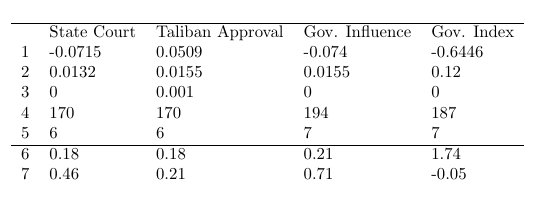 State Court Taliban Approval Gov. Influence Gov. Index
1 -0.0715 0.0509 -0.074 -0.6446
2 0.0132 0.0155 0.0155 0.12
3 0 0.001 0 0
4 170 170 194 187
5 6 6 7 7
6 0.18 0.18 0.21 1.74
7 0.46 0.21 0.71 -0.05